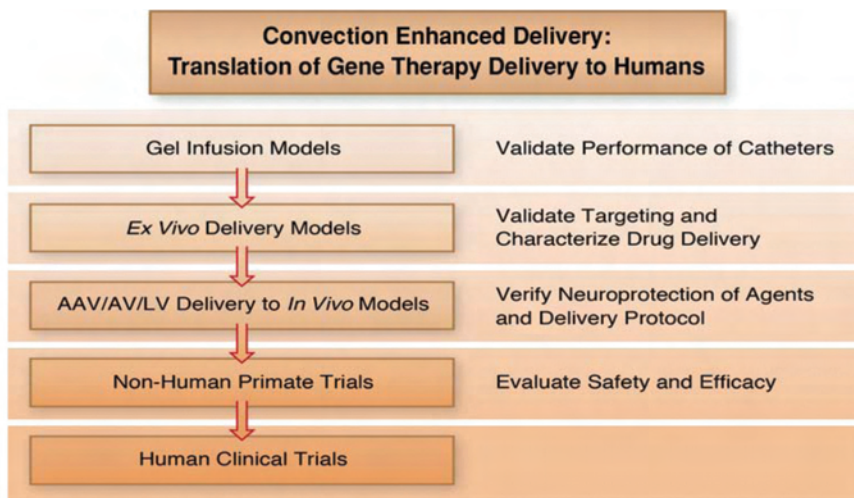 Convection Enhanced Delivery:
Translation of Gene Therapy Delivery to Humans
Gel Infusion Models
Validate Performance of Catheters
Ex Vivo Delivery Models
Validate Targeting and
Characterize Drug Delivery
AAV/AV/LV Delivery to In Vivo Models
Verify Neuroprotection of Agents
and Delivery Protocol
Non-Human Primate Trials
Evaluate Safety and Efficacy
Human Clinical Trials